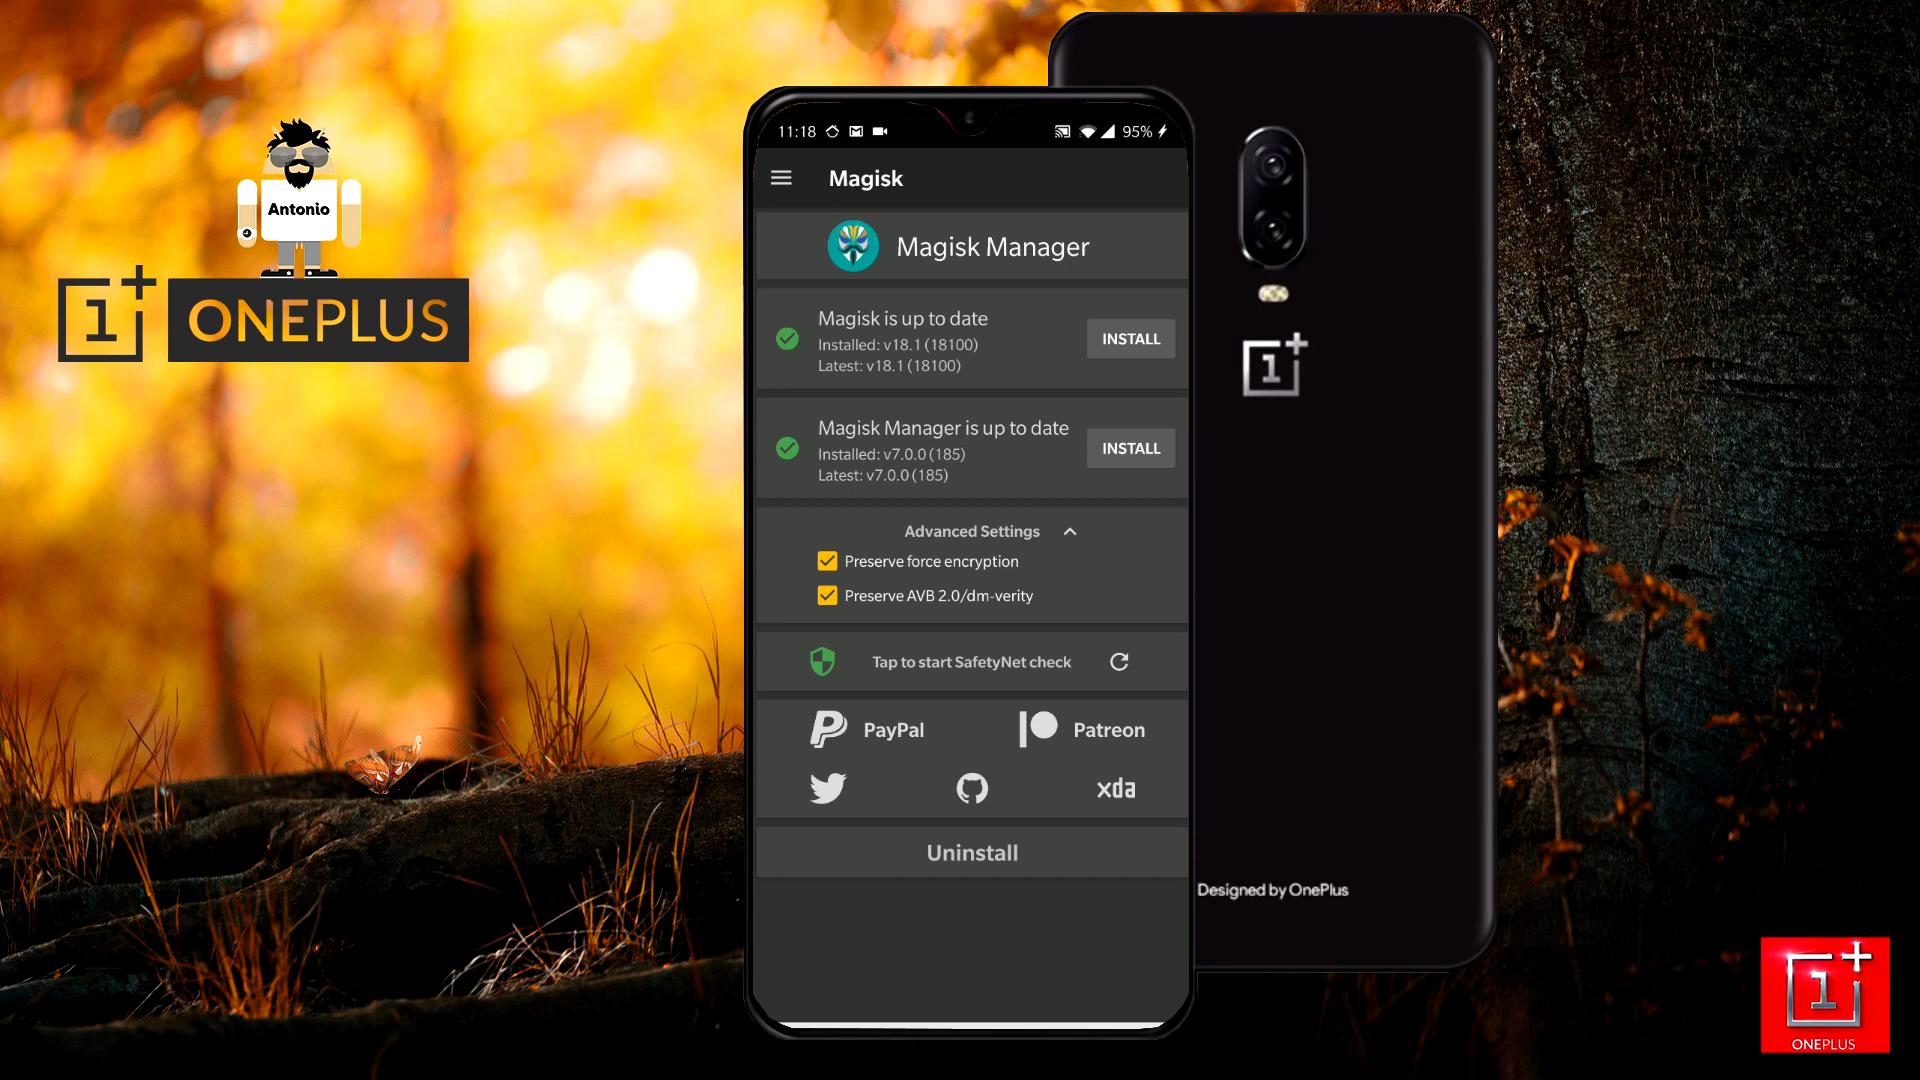 Antonio
1+
ONEPLUS
11:18
95%
Magisk
Magisk Manager
Magisk is up to date
Installed: v18.1 (18100)
Latest: v18.1 (18100)
INSTALL
Magisk Manager is up to date
Installed: v7.0.0 (185)
Latest: v7.0.0 (185)
INSTALL
Advanced Settings
Preserve force encryption
Preserve AVB 2.0/dm-verity
Tap to start SafetyNet check
PayPal
Patreon
xda
Uninstall
1+
Designed by OnePlus
1+
ONEPLUS